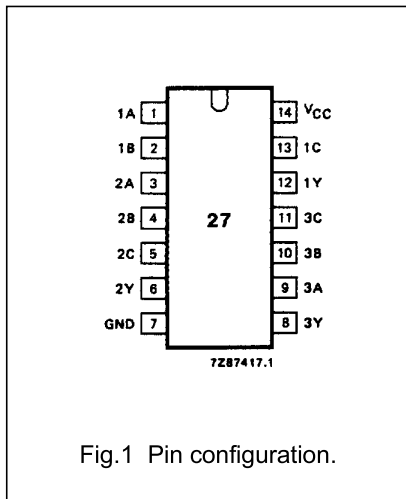 1A 1 14 VCC
1B 2 13 1C
2A 3 12 1Y
2B 4 27 11 3C
2C 5 10 3B
2Y 6 9 3A
GND 7 8 3Y
7Z87417.1
Fig.1 Pin configuration.